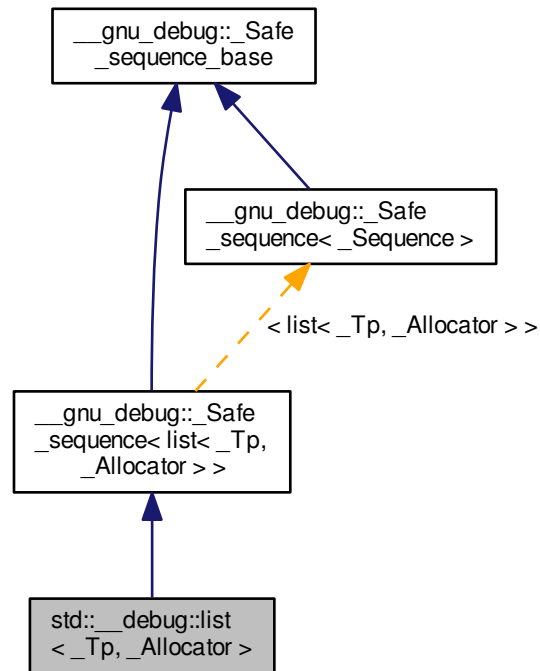 __gnu_debug::_Safe
_sequence_base
__gnu_debug::_Safe
_sequence< _Sequence >
< list< _Tp, _Allocator > >
__gnu_debug::_Safe
_sequence< list< _Tp,
_Allocator > >
std::__debug::list
< _Tp, _Allocator >